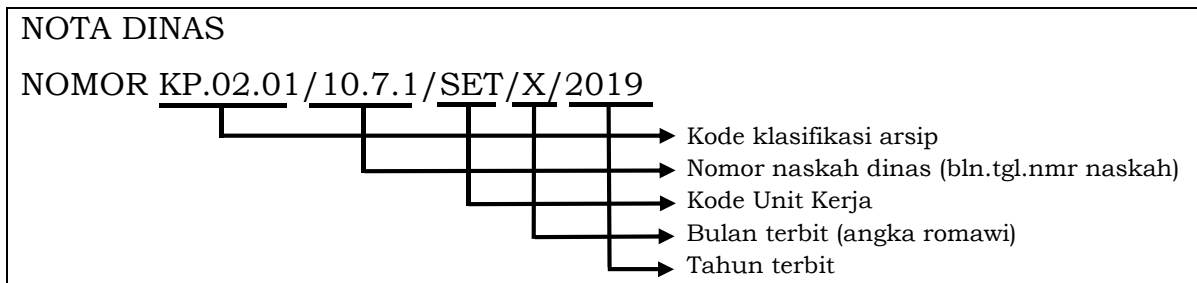 NOTA DINAS
NOMOR KP.02.01/10.7.1/SET/X/2019
Kode klasifikasi arsip
Nomor naskah dinas (bln.tgl.nmr naskah)
Kode Unit Kerja
Bulan terbit (angka romawi)
Tahun terbit